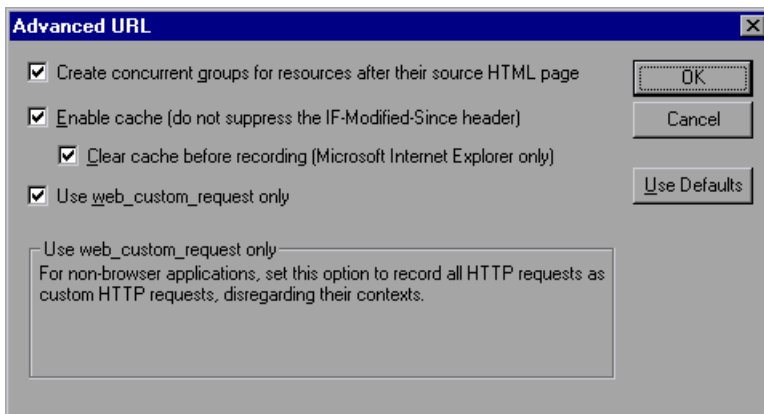 Advanced URL
Create concurrent groups for resources after their source HTML page
OK
Enable cache (do not suppress the IF-Modified-Since header)
Cancel
Clear cache before recording (Microsoft Internet Explorer only)
Use web_custom_request only
Use Defaults
Use web_custom_request only
For non-browser applications, set this option to record all HTTP requests as
custom HTTP requests, disregarding their contexts.